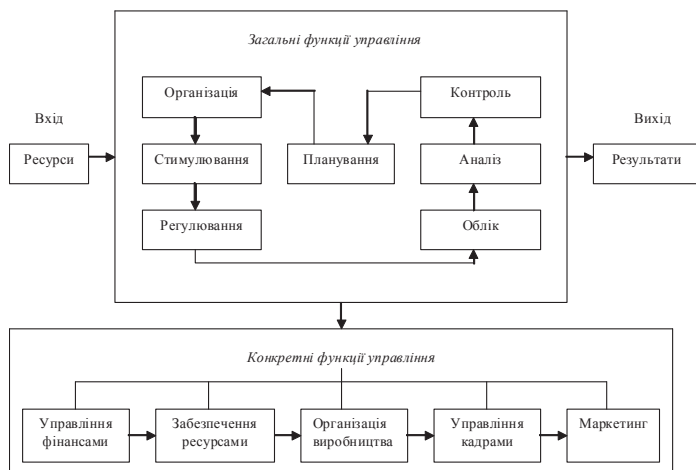 Загальні функції управління
Організація
Контроль
Вхід
Вихід
Ресурси
Стимулювання
Планування
Аналіз
Результати
Регулювання
Облік
Конкретні функції управління
Управління
фінансами
Забезпечення
ресурсами
Організація
виробництва
Управління
кадрами
Маркетинг